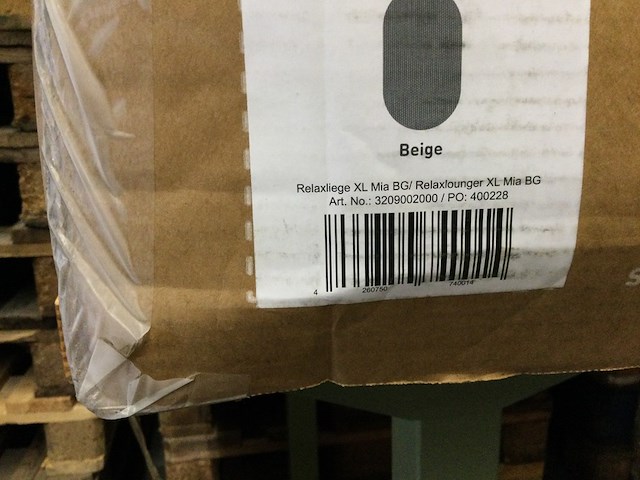 Beige
Relaxliege XL Mia BG/ Relaxlounger XL Mia BG
Art. No.: 3209002000 / PO: 400228
4 260750 740014